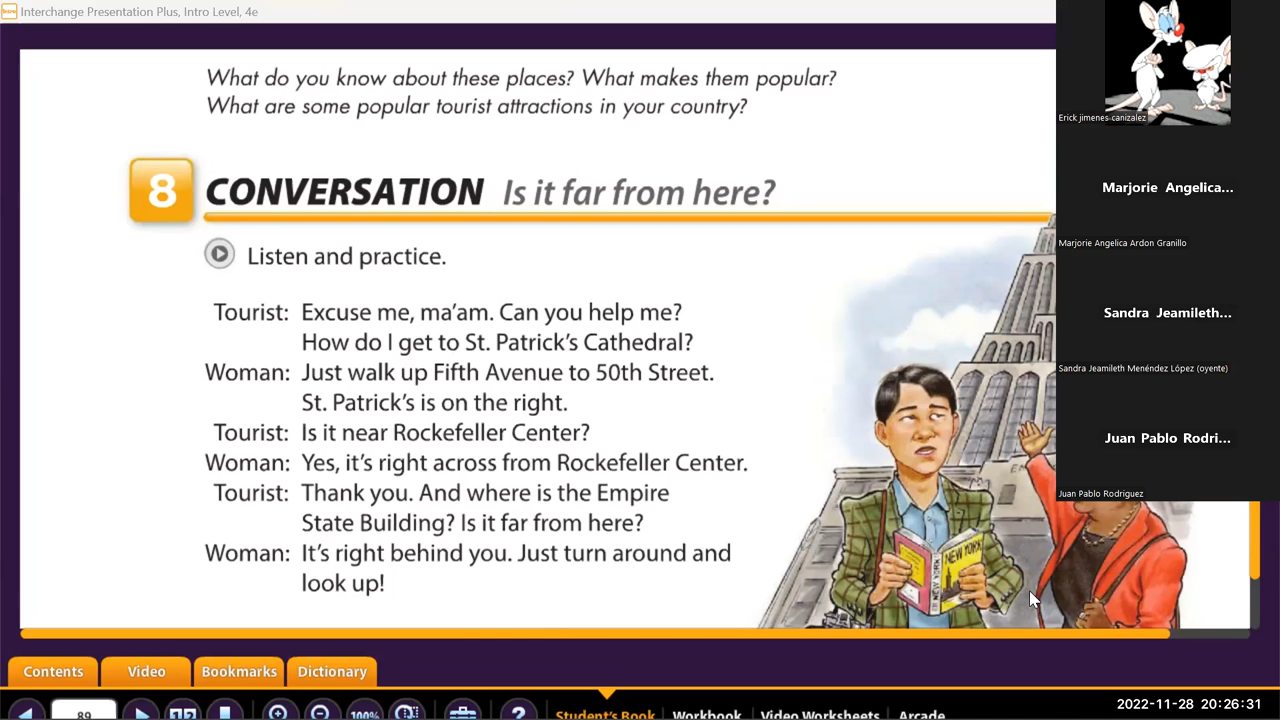 Interchange Presentation Plus, Intro Level, 4e
What do you know about these places? What makes them popular?
What are some popular tourist attractions in your country?
8 CONVERSATION Is it far from here?
Listen and practice.
Tourist: Excuse me, ma'am. Can you help me?
How do I get to St. Patrick's Cathedral?
Woman: Just walk up Fifth Avenue to 50th Street.
St. Patrick's is on the right.
Tourist: Is it near Rockefeller Center?
Woman: Yes, it's right across from Rockefeller Center.
Tourist: Thank you. And where is the Empire
State Building? Is it far from here?
Woman: It's right behind you. Just turn around and
look up!
NEW YORK
NEW YORK
Erick jimenes canizalez
Marjorie Angelica...
Marjorie Angelica Ardon Granillo
Sandra Jeamileth...
Sandra Jeamileth Menéndez López (oyente)
Juan Pablo Rodri...
Juan Pablo Rodriguez
Contents Video Bookmarks Dictionary
89 100% ? Student's Book Workbook Video Worksheets Arcade
2022-11-28 20:26:31